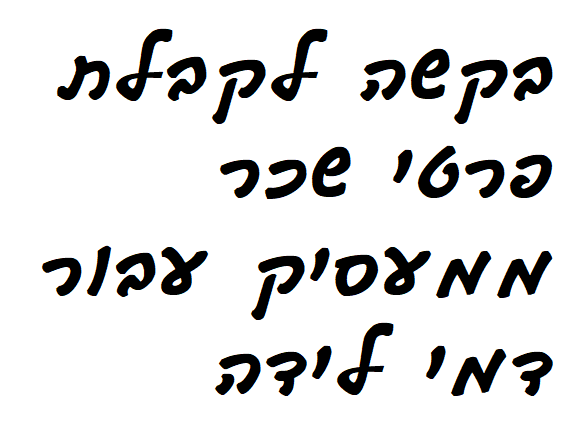 בקשה לקבלת
פרטי שכר
ממעסיק עבור
דמי לידה